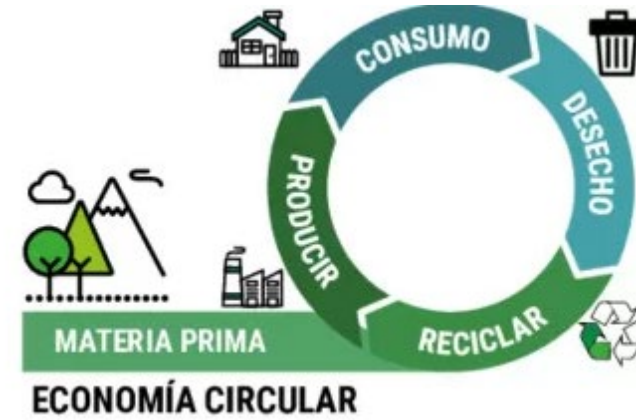 CONSUMO
DESECHO
PRODUCIR
RECICLAR
MATERIA PRIMA
ECONOMÍA CIRCULAR